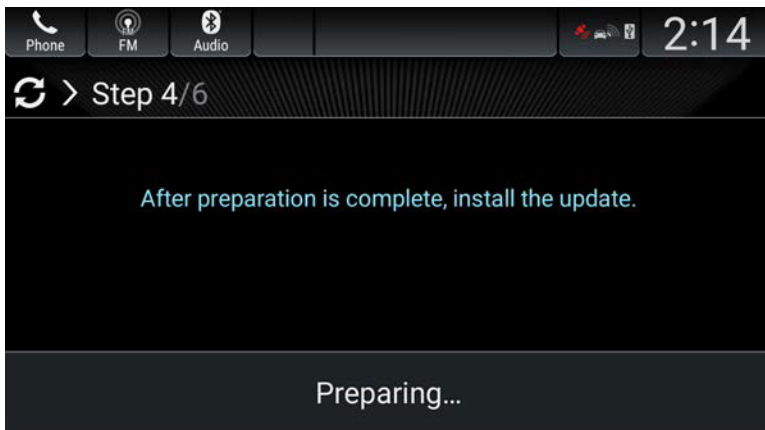 Phone
FM
Audio
2:14
Step 4/6
After preparation is complete, install the update.
Preparing...